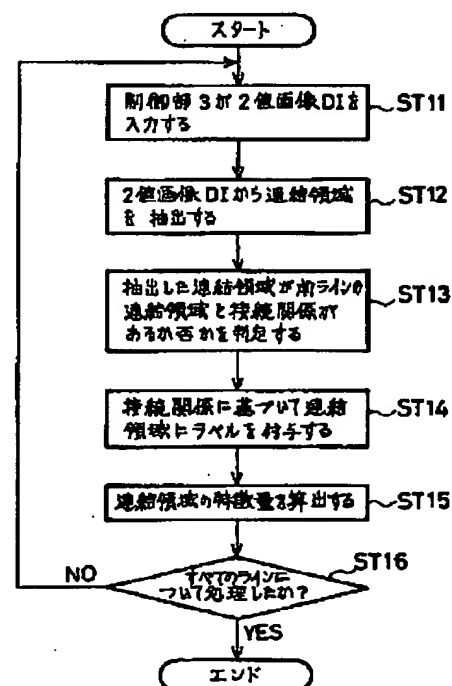 スタート
制御部3が2値画像DIを
入力する
ST11
2値画像DIから連結領域
を抽出する
ST12
抽出した連結領域が前ラインの
連結領域と接続関係が
あるか否かを判定する
ST13
接続関係に基づいて連結
領域にラベルを付与する
ST14
連結領域の特徴量を算出する
ST15
すべてのラインに
ついて処理したか?
ST16
NO
YES
エンド